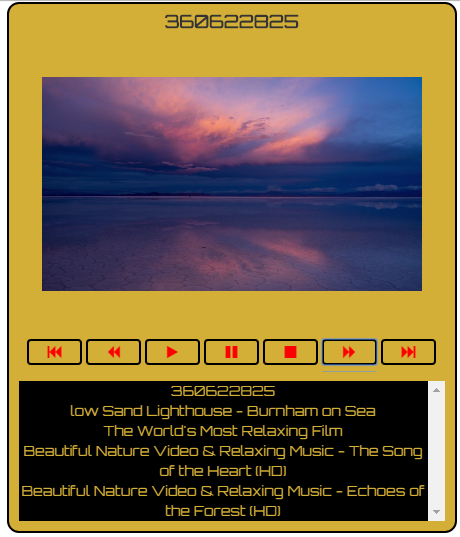 360622825
360622825
low Sand Lighthouse - Burnham on Sea
The World's Most Relaxing Film
Beautiful Nature Video & Relaxing Music - The Song
of the Heart (HD)
Beautiful Nature Video & Relaxing Music - Echoes of
the Forest (HD)